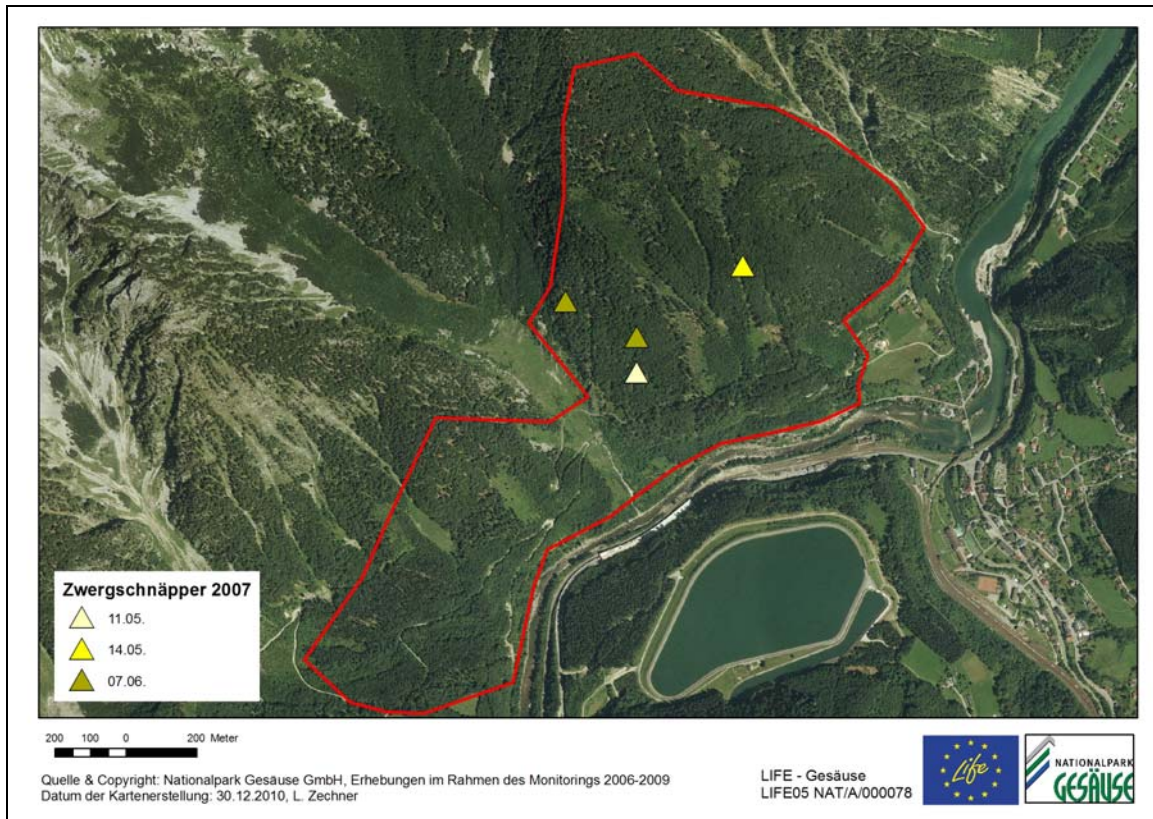 Zwergschnäpper 2007
11.05.
14.05.
07.06.
200 100 0 200 Meter
Quelle & Copyright: Nationalpark Gesäuse GmbH, Erhebungen im Rahmen des Monitorings 2006-2009
Datum der Kartenerstellung: 30.12.2010, L. Zechner
LIFE - Gesäuse
LIFE05 NAT/A/000078
Life
NATIONALPARK
GESÄUSE